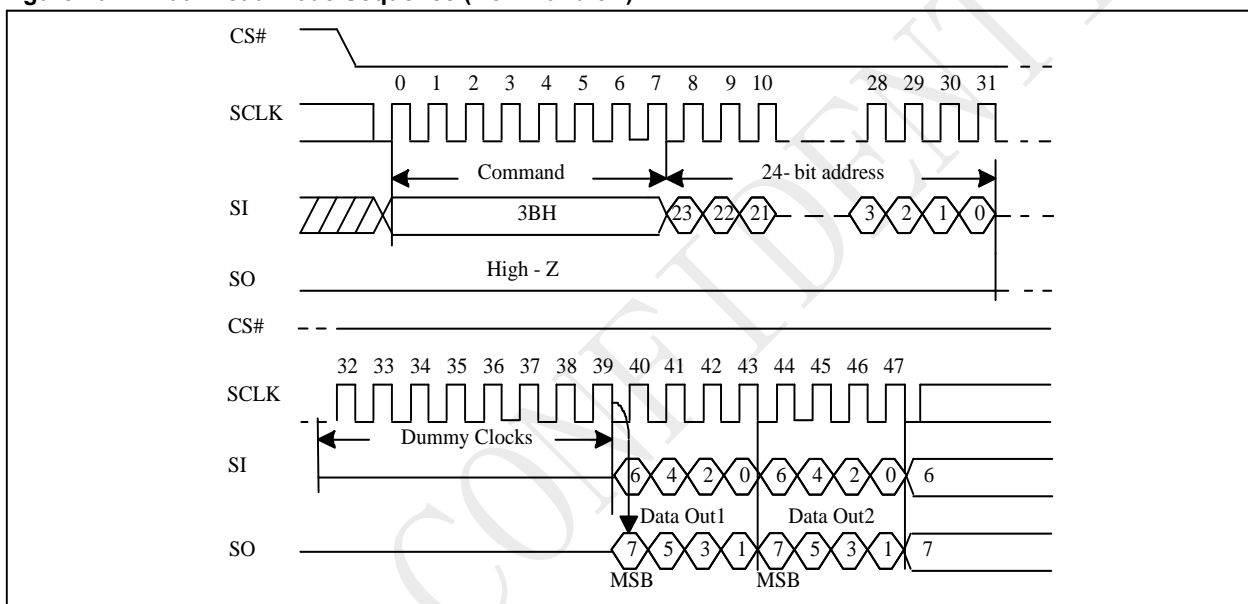 CS#
0 1 2 3 4 5 6 7 8 9 10 28 29 30 31
SCLK
Command 24- bit address
SI 3BH 23 22 21 3 2 1 0
High - Z
SO
CS#
32 33 34 35 36 37 38 39 40 41 42 43 44 45 46 47
SCLK
Dummy Clocks
SI 6 4 2 0 6 4 2 0 6
Data Out1 Data Out2
SO 7 5 3 1 7 5 3 1 7
MSB MSB
CONFIDENT